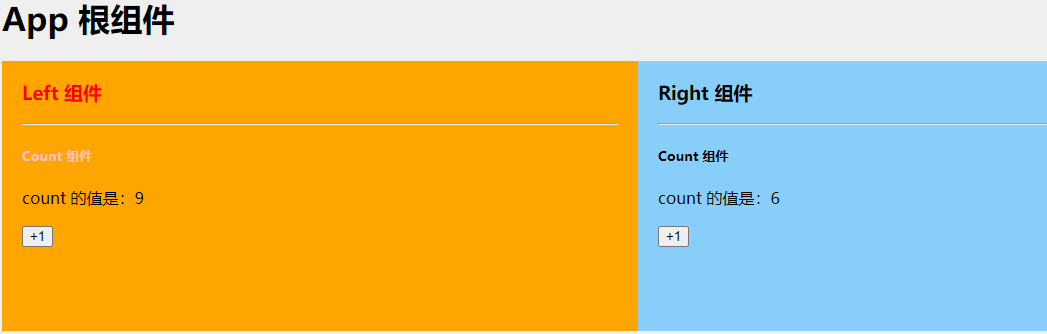 App 根组件
Left 组件
Count 组件
count 的值是：9
+1
Right 组件
Count 组件
count 的值是：6
+1